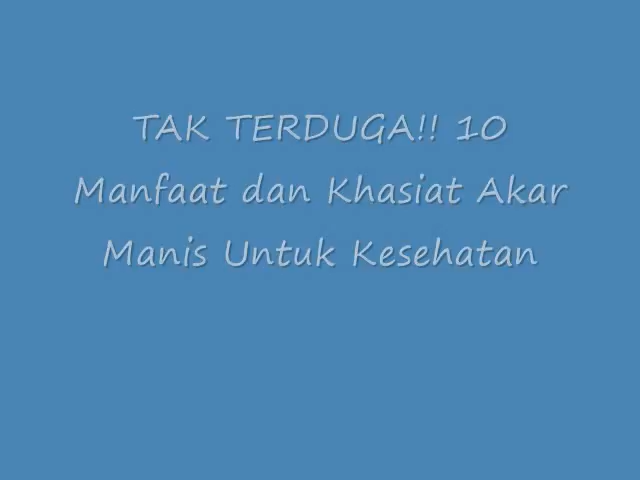 TAK TERDUGA!! 10
Manfaat dan Khasiat Akar
Manis Untuk Kesehatan